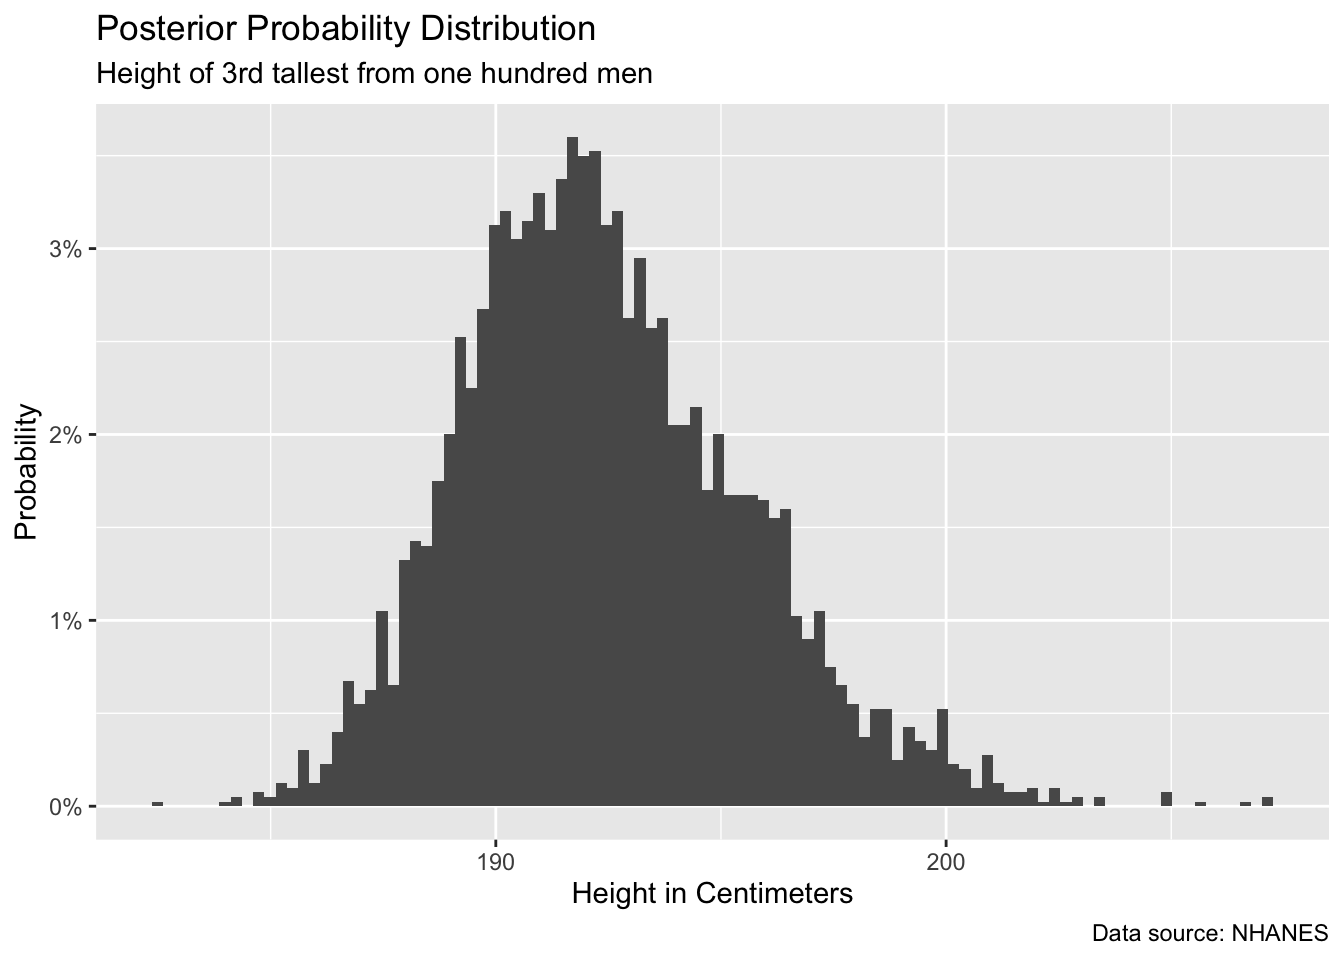 Posterior Probability Distribution
Height of 3rd tallest from one hundred men
Probability
3%
2%
1%
0%
190 200
Height in Centimeters
Data source: NHANES